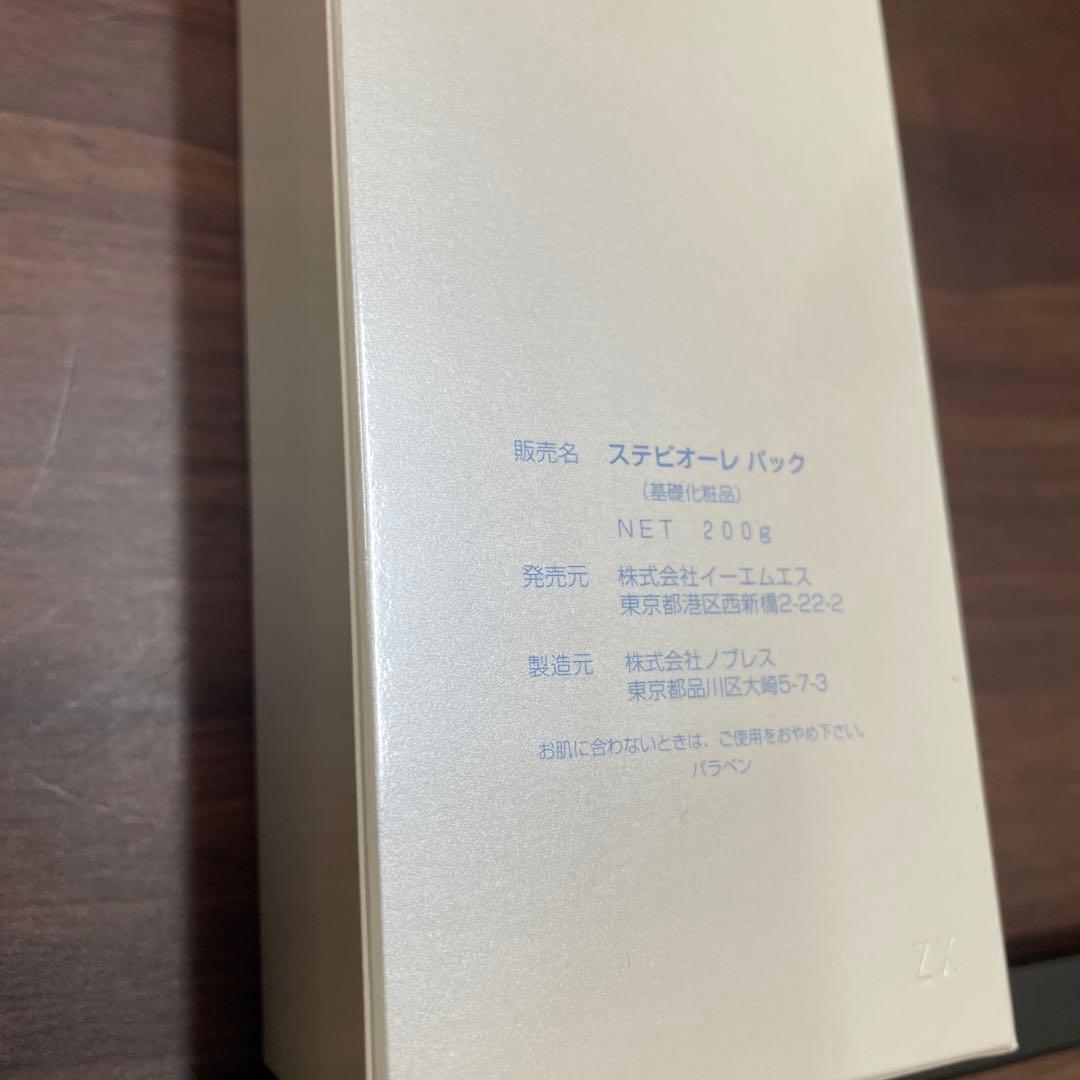 販売名 ステビオーレ パック
(基礎化粧品)
NET 200g
発売元 株式会社イーエムエス
東京都港区西新橋2-22-2
製造元 株式会社ノブレス
東京都品川区大崎5-7-3
お肌に合わないときは、ご使用をおやめ下さい。
パラベン
ZX